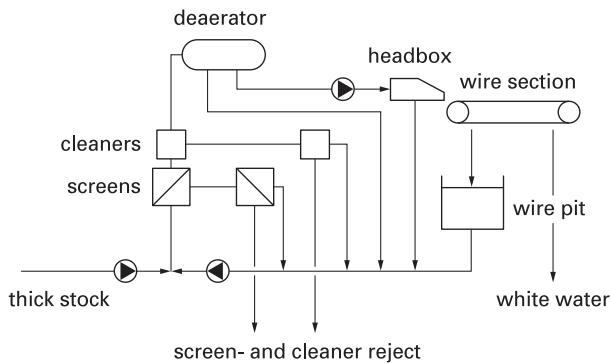 deaerator
headbox
wire section
cleaners
screens
wire pit
thick stock
white water
screen- and cleaner reject